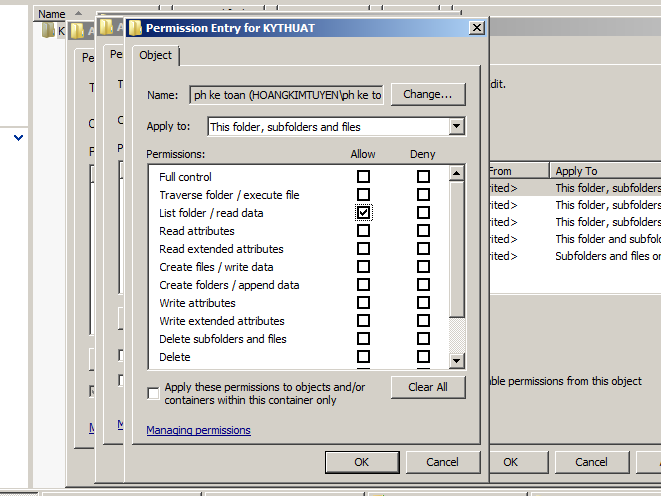 Name
Permission Entry for KYTHUAT
Object
Name:
ph ke toan (HOANGKIMTUYEN\ph ke to
Change...
Apply to:
This folder, subfolders and files
Permissions:
Allow
Deny
Full control
Traverse folder / execute file
List folder / read data
Read attributes
Read extended attributes
Create files / write data
Create folders / append data
Write attributes
Write extended attributes
Delete subfolders and files
Delete
Apply these permissions to objects and/or
containers within this container only
Clear All
Managing permissions
OK
Cancel
dit.
From
Apply To
rited>
This folder, subfolders
rited>
This folder, subfolders
rited>
This folder, subfolders
rited>
This folder and subfol
rited>
Subfolders and files on
ble permissions from this object
OK
Cancel